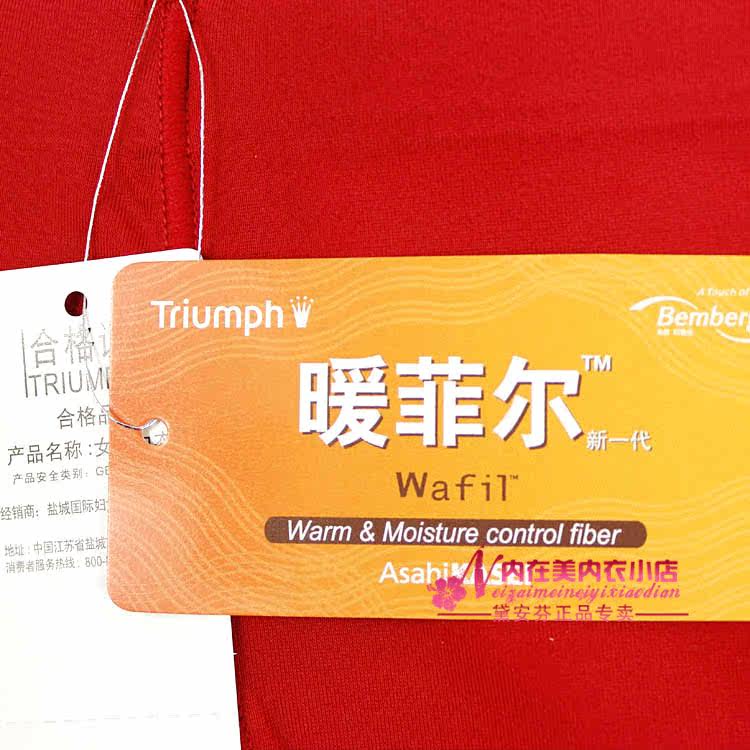 Triumph
A Touch of
Bemberg
暖菲尔™
新一代
Wafil™
Warm & Moisture control fiber
Asahi
内在美内衣小店
Neizaimeineiyixiaodian
黛安芬正品专卖
合格证
TRIUMP
合格品
产品名称:女
产品安全类别:GB
经销商:盐城国际妇
地址:中国江苏省盐城
消费者服务热线:800-